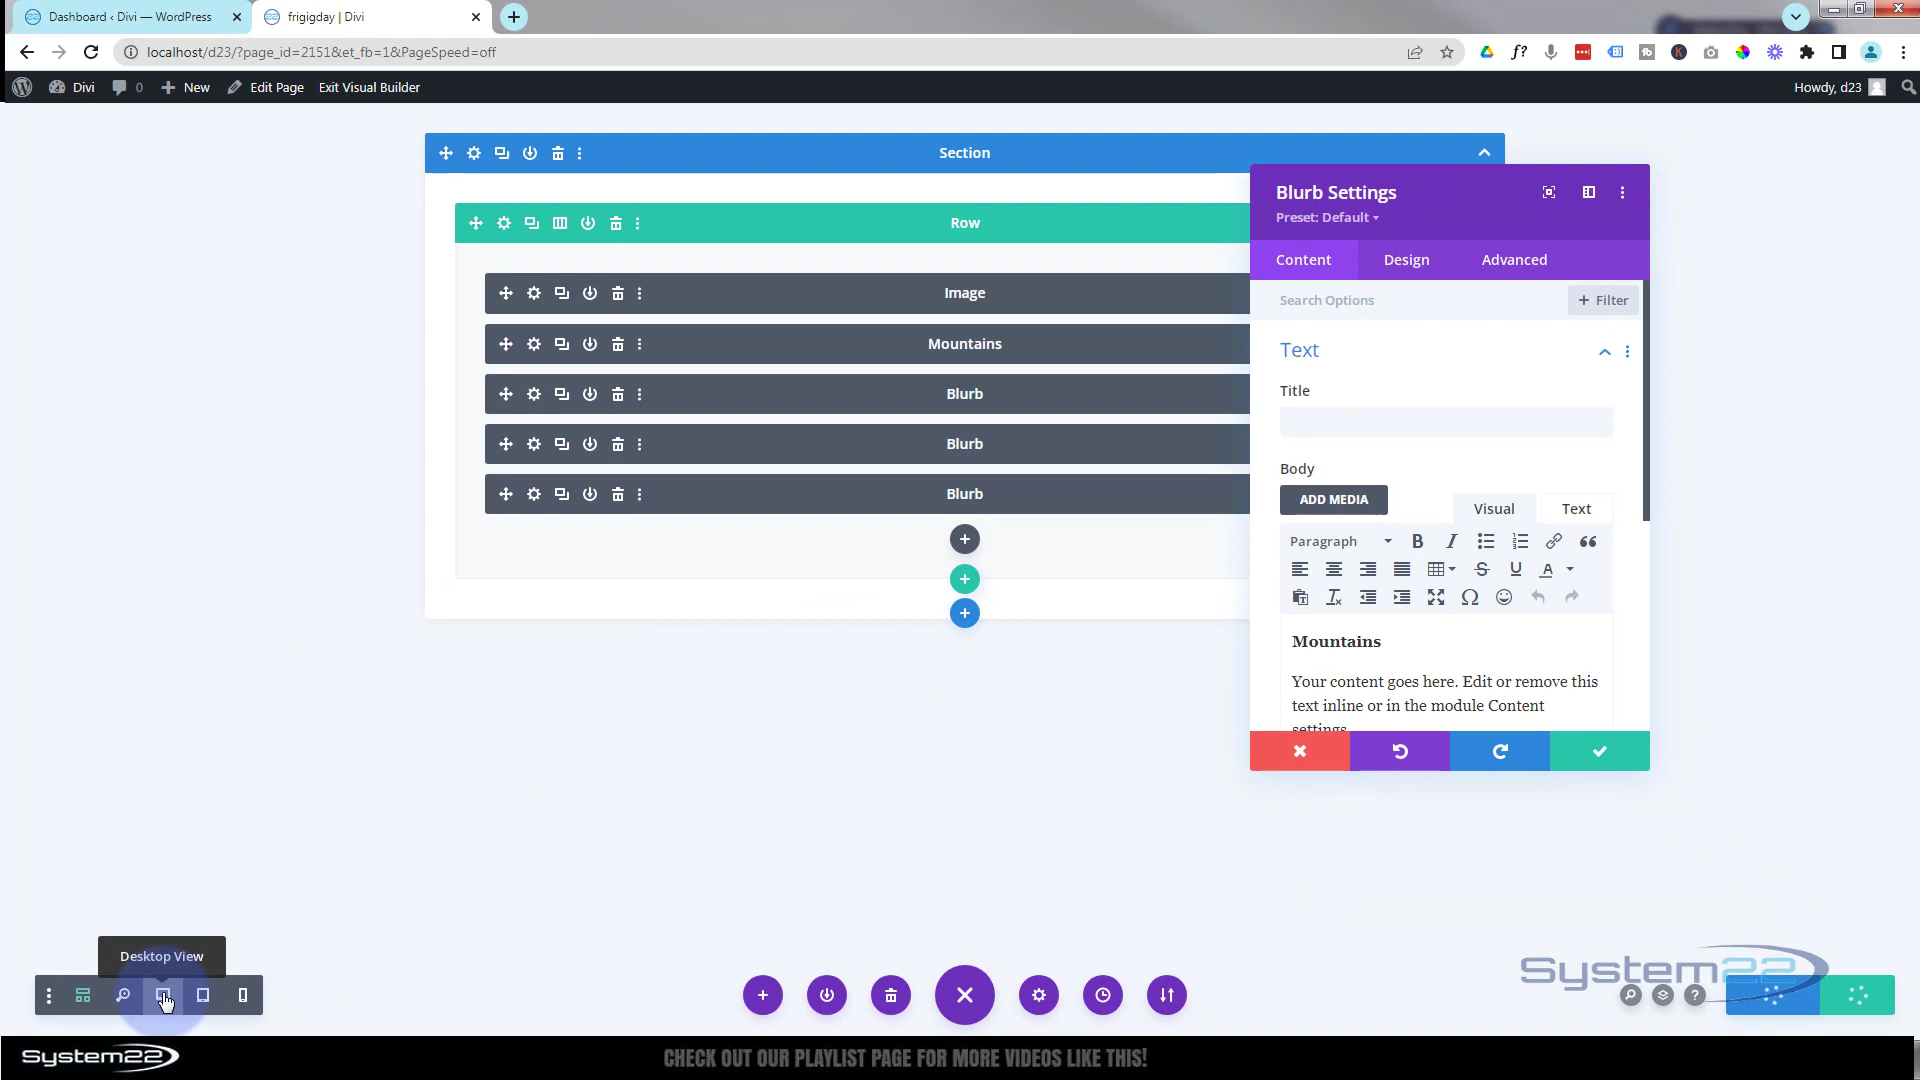 Dashboard ‹ Divi — WordPress
frigigday | Divi
localhost/d23/?page_id=2151&et_fb=1&PageSpeed=off
Divi
0
New
Edit Page
Exit Visual Builder
Howdy, d23
Section
Row
Image
Mountains
Blurb
Blurb
Blurb
Blurb Settings
Preset: Default
Content
Design
Advanced
Search Options
+ Filter
Text
Title
Body
ADD MEDIA
Visual
Text
Paragraph
Mountains
Your content goes here. Edit or remove this
text inline or in the module Content
settings.
Desktop View
System22
System22
CHECK OUT OUR PLAYLIST PAGE FOR MORE VIDEOS LIKE THIS!